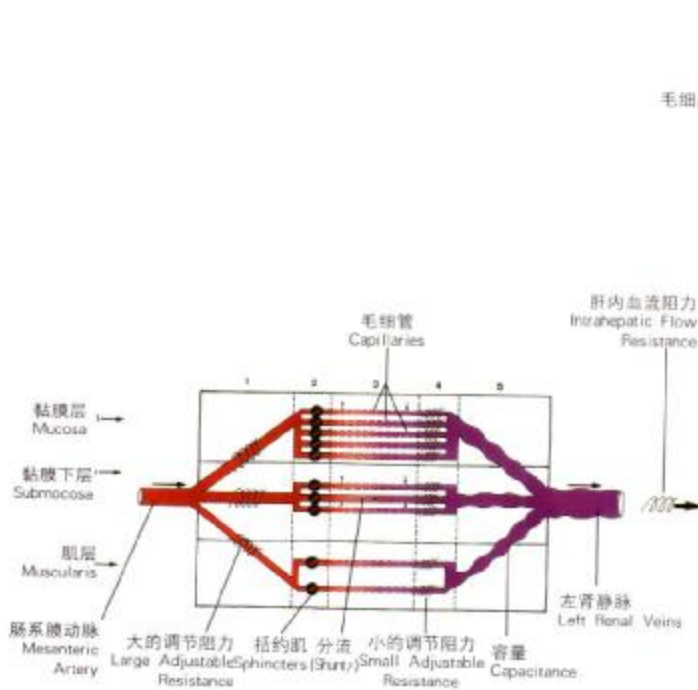 毛细
肝内血流阻力
Intrahepatic Flow
Resistance
毛细管
Capillaries
1 2 3 4 5
黏膜层
Mucosa
黏膜下层
Submocosa
肌层
Muscularis
肠系膜动脉
Mesenteric
Artery
大的调节阻力
Large Adjustable
Resistance
括约肌
Sphincters
分流
(Shunt)
小的调节阻力
Small Adjustable
Resistance
容量
Capacitance
左肾静脉
Left Renal Veins